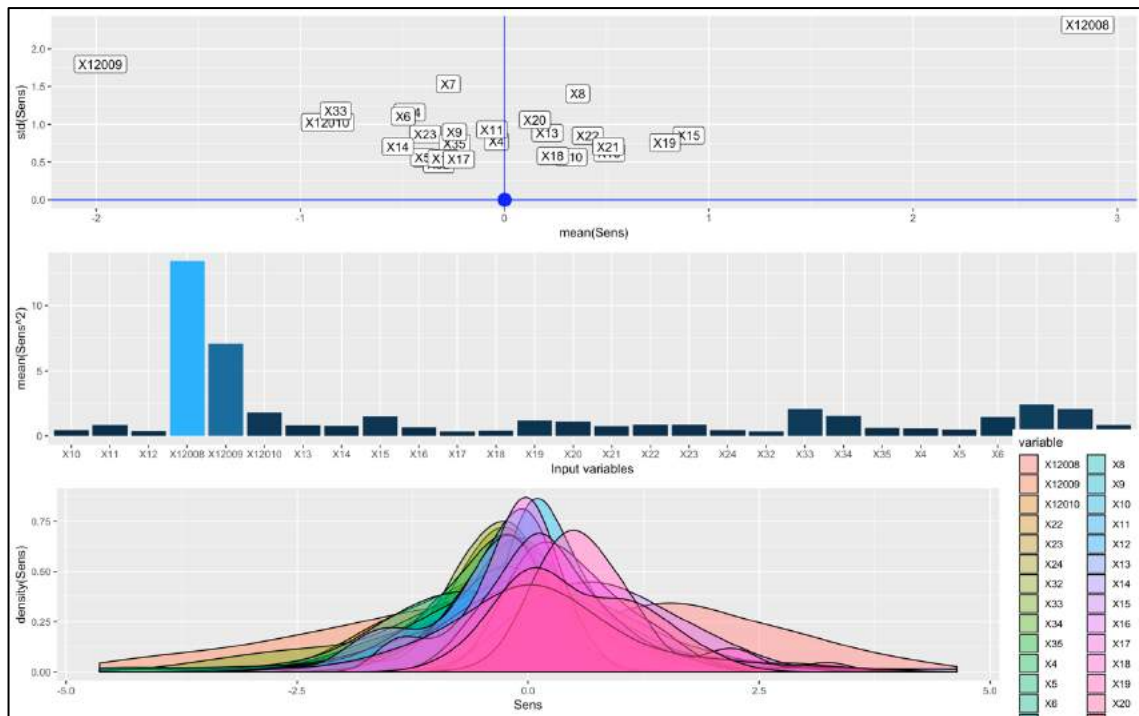 std(Sens)
2.0
1.5
1.0
0.5
0.0
X12008
X12009
X7
X8
X33
X6
X12010
X20
X11
X13
X23
X9
X22
X15
X4
X35
X19
X14
X21
X18
X17
-2
-1
0
1
2
3
mean(Sens)
mean(Sens^2)
10
5
0
X10 X11 X12 X12008 X12009 X12010 X13 X14 X15 X16 X17 X18 X19 X20 X21 X22 X23 X24 X32 X33 X34 X35 X4 X5 X6
Input variables
density(Sens)
0.75
0.50
0.25
0.00
-5.0
-2.5
0.0
2.5
5.0
Sens
variable
X12008 X8
X12009 X9
X12010 X10
X22 X11
X23 X12
X24 X13
X32 X14
X33 X15
X34 X16
X35 X17
X4 X18
X5 X19
X6 X20